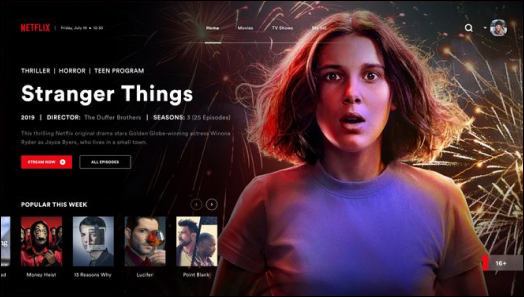 NETFLIX | Friday, July 19 • 10:30
Home Movies TV Shows
THRILLER | HORROR | TEEN PROGRAM
Stranger Things
2019 | DIRECTOR: The Duffer Brothers | SEASONS: 3 (25 Episodes)
This thrilling Netflix original drama stars Golden Globe-winning actress Winona
Ryder as Joyce Byers, who lives in a small town.
STREAM NOW ALL EPISODES
POPULAR THIS WEEK
Money Heist 13 Reasons Why Lucifer Point Blank
16+